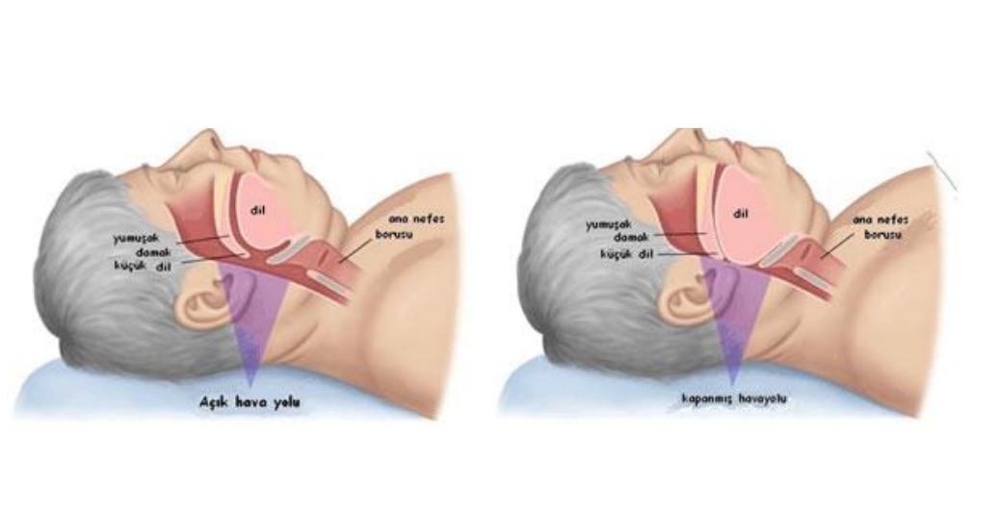 dil
ana nefes
borusu
yumuşak
damak
küçük dil
Açık hava yolu
dil
ana nefes
borusu
yumuşak
damak
küçük dil
kapanmış havayolu